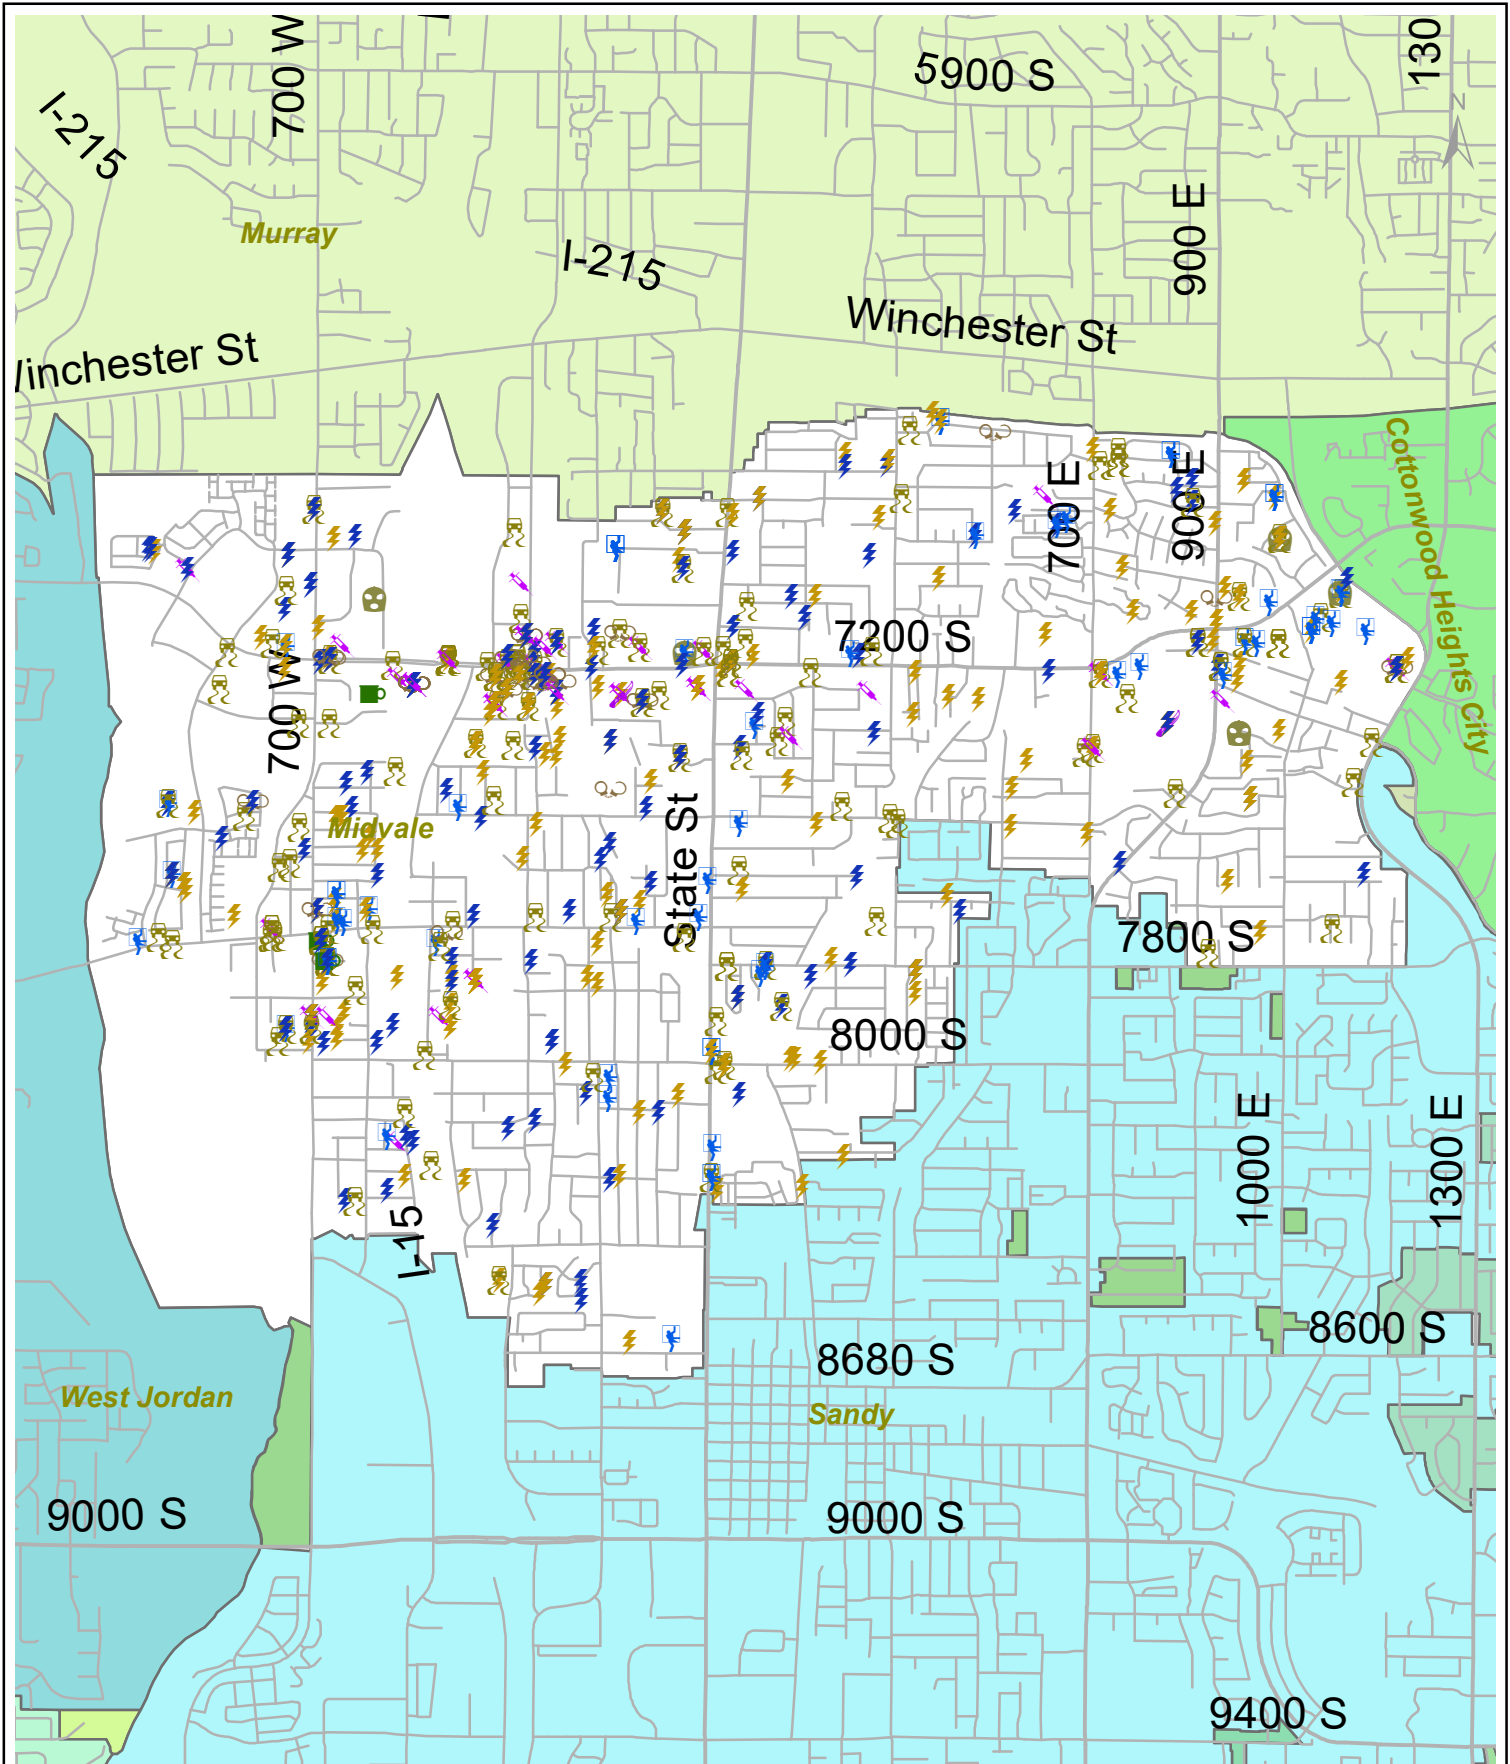 700 W
5900 S
130
I-215
N
Murray
I-215
900 E
Winchester St
Winchester St
Cottonwood Heights City
700 E
900 E
7200 S
700 W
Midvale
State St
7800 S
8000 S
1000 E
1300 E
I-15
8600 S
8680 S
West Jordan
Sandy
9000 S
9000 S
9400 S